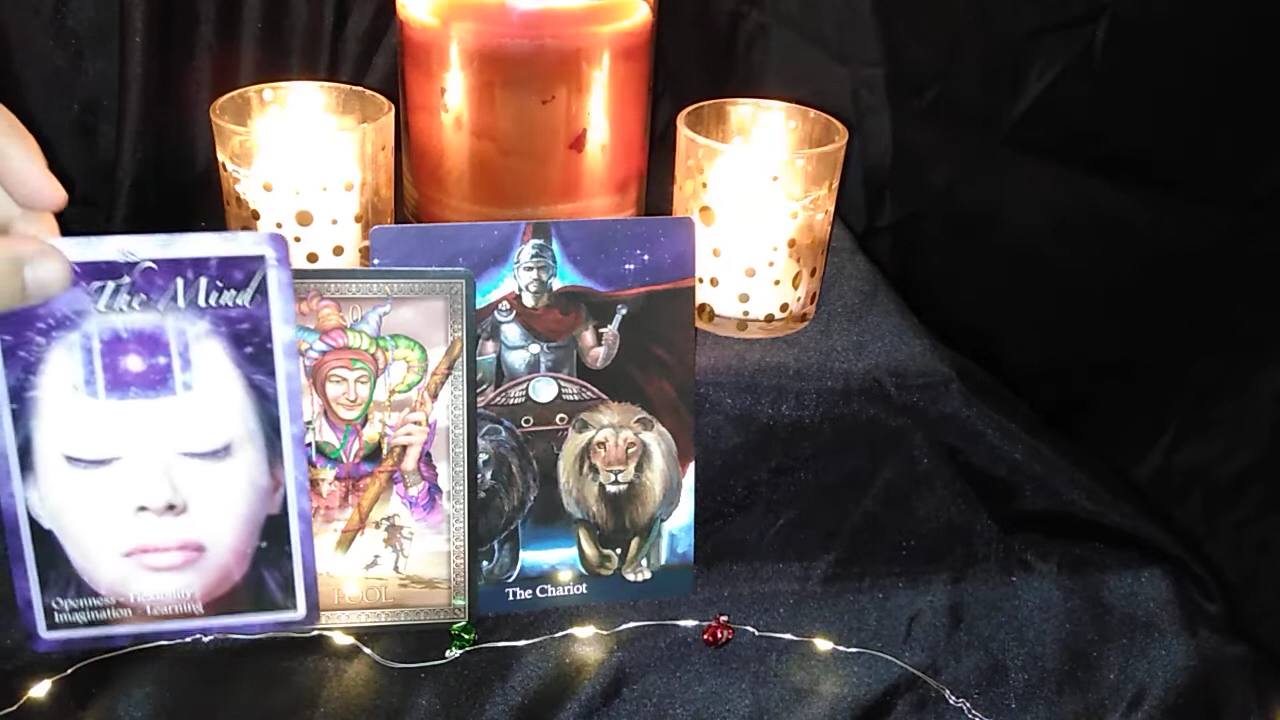 The Mind
Openness - Flexibility
Imagination - Learning
0
FOOL
The Chariot